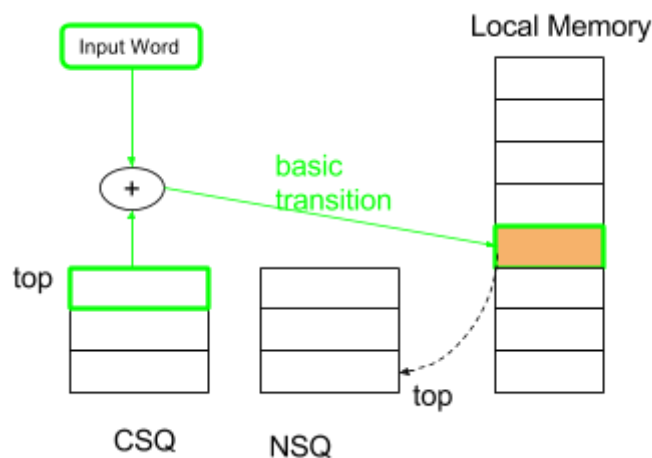 Local Memory
Input Word
+
basic
transition
top
top
CSQ
NSQ